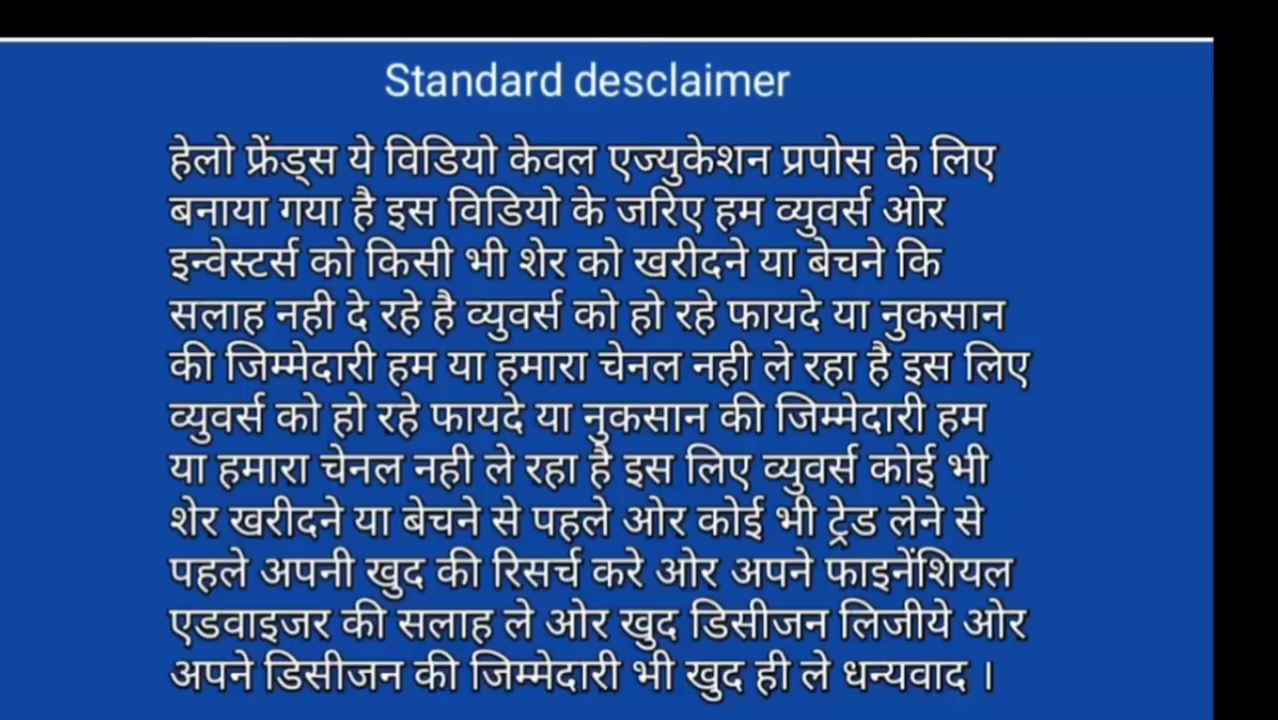 Standard desclaimer
हेलो फ्रेंड्स ये विडियो केवल एज्युकेशन प्रपोस के लिए
बनाया गया है इस विडियो के जरिए हम व्युवर्स ओर
इन्वेस्टर्स को किसी भी शेर को खरीदने या बेचने कि
सलाह नही दे रहे है व्युवर्स को हो रहे फायदे या नुकसान
की जिम्मेदारी हम या हमारा चेनल नही ले रहा है इस लिए
व्युवर्स को हो रहे फायदे या नुकसान की जिम्मेदारी हम
या हमारा चेनल नही ले रहा है इस लिए व्युवर्स कोई भी
शेर खरीदने या बेचने से पहले ओर कोई भी ट्रेड लेने से
पहले अपनी खुद की रिसर्च करे ओर अपने फाइनेंशियल
एडवाइजर की सलाह ले ओर खुद डिसीजन लिजीये ओर
अपने डिसीजन की जिम्मेदारी भी खुद ही ले धन्यवाद ।